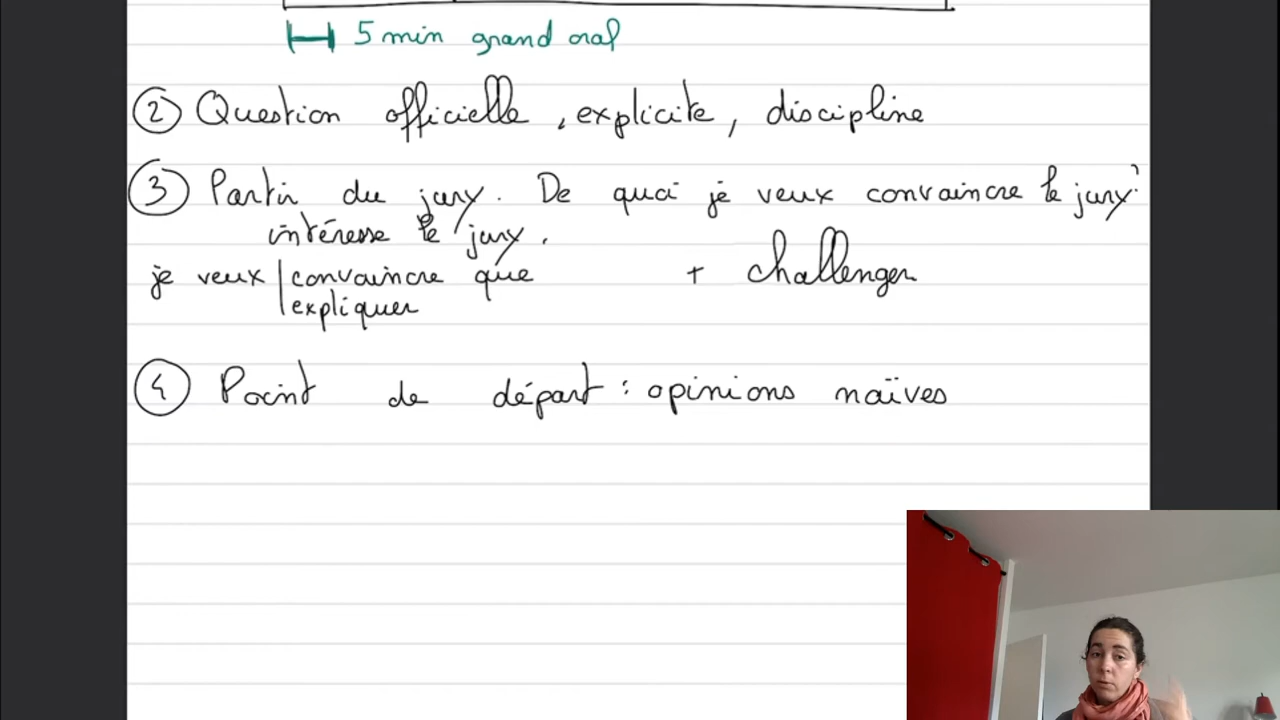 5 min grand oral
② Question officielle, explicite, discipline
③ Partir du jury. De quoi je veux convaincre le jury?
intéresse le jury.
je veux convaincre que + challenger
expliquer
④ Point de départ : opinions naïves